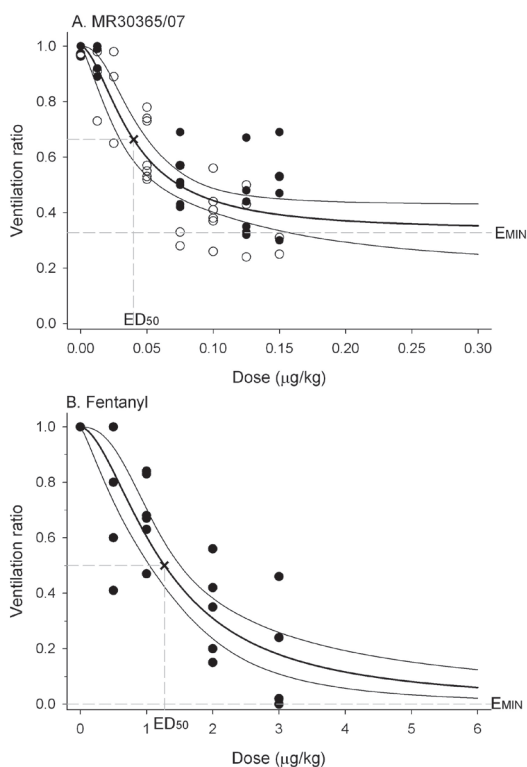 A. MR30365/07
1.0
0.8
0.6
0.4
0.2
0.0
Ventilation ratio
EMIN
ED50
0.00 0.05 0.10 0.15 0.20 0.25 0.30
Dose (μg/kg)
B. Fentanyl
1.0
0.8
0.6
0.4
0.2
0.0
Ventilation ratio
EMIN
0 1 2 3 4 5 6
ED50
Dose (μg/kg)